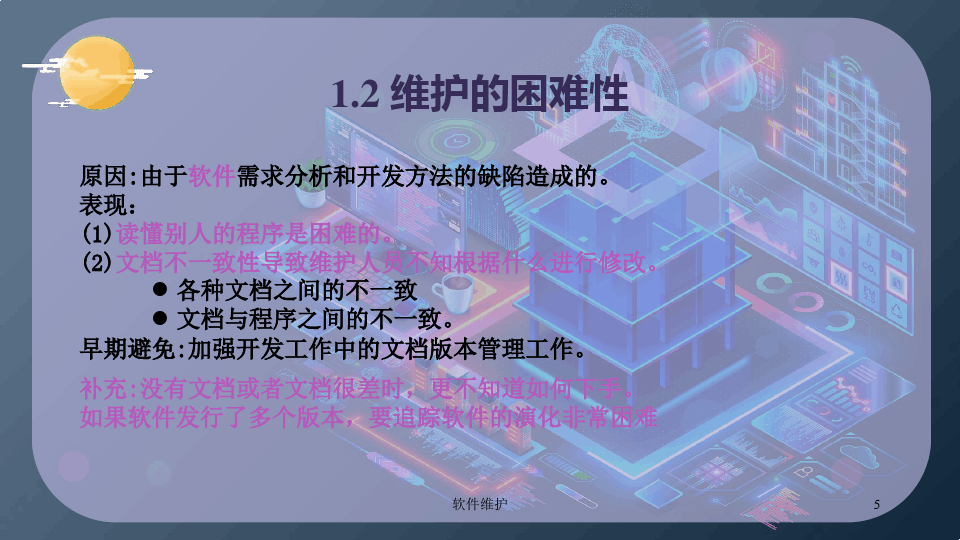 1.2 维护的困难性
原因:由于软件需求分析和开发方法的缺陷造成的。
表现：
(1)读懂别人的程序是困难的。
(2)文档不一致性导致维护人员不知根据什么进行修改。
● 各种文档之间的不一致
● 文档与程序之间的不一致。
早期避免:加强开发工作中的文档版本管理工作。
补充:没有文档或者文档很差时，更不知道如何下手。
如果软件发行了多个版本，要追踪软件的演化非常困难
软件维护
5